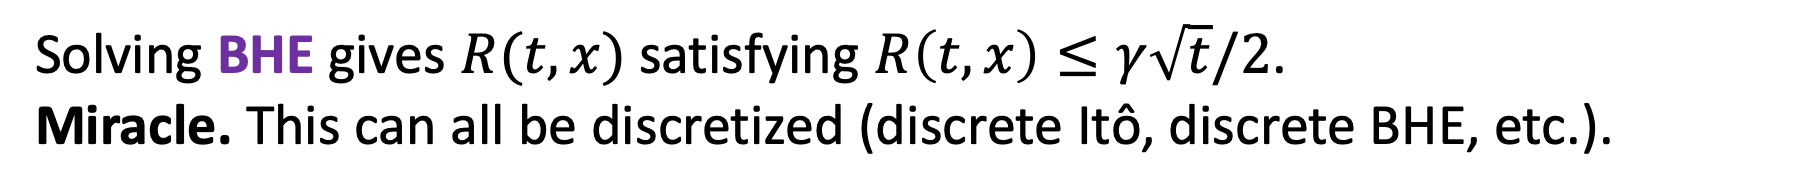 Solving BHE gives R(t, x) satisfying R(t, x) ≤ γ√t/2.
Miracle. This can all be discretized (discrete Itô, discrete BHE, etc.).